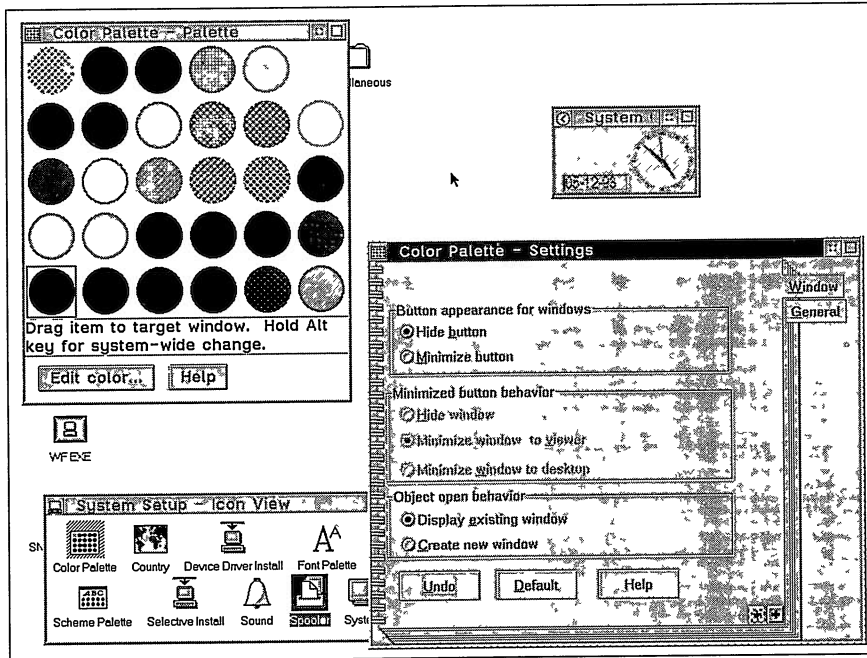 Color Palette - Palette
llaneous
System
05-12-93
Drag item to target window. Hold Alt
key for system-wide change.
Edit color... Help
WF.EXE
Color Palette - Settings
Window
General
Button appearance for windows
Hide button
Minimize button
Minimized button behavior
Hide window
Minimize window to viewer
Minimize window to desktop
Object open behavior
Display existing window
Create new window
Undo Default Help
System Setup - Icon View
SN
Color Palette Country Device Driver Install Font Palette
Scheme Palette Selective Install Sound Spooler Syste